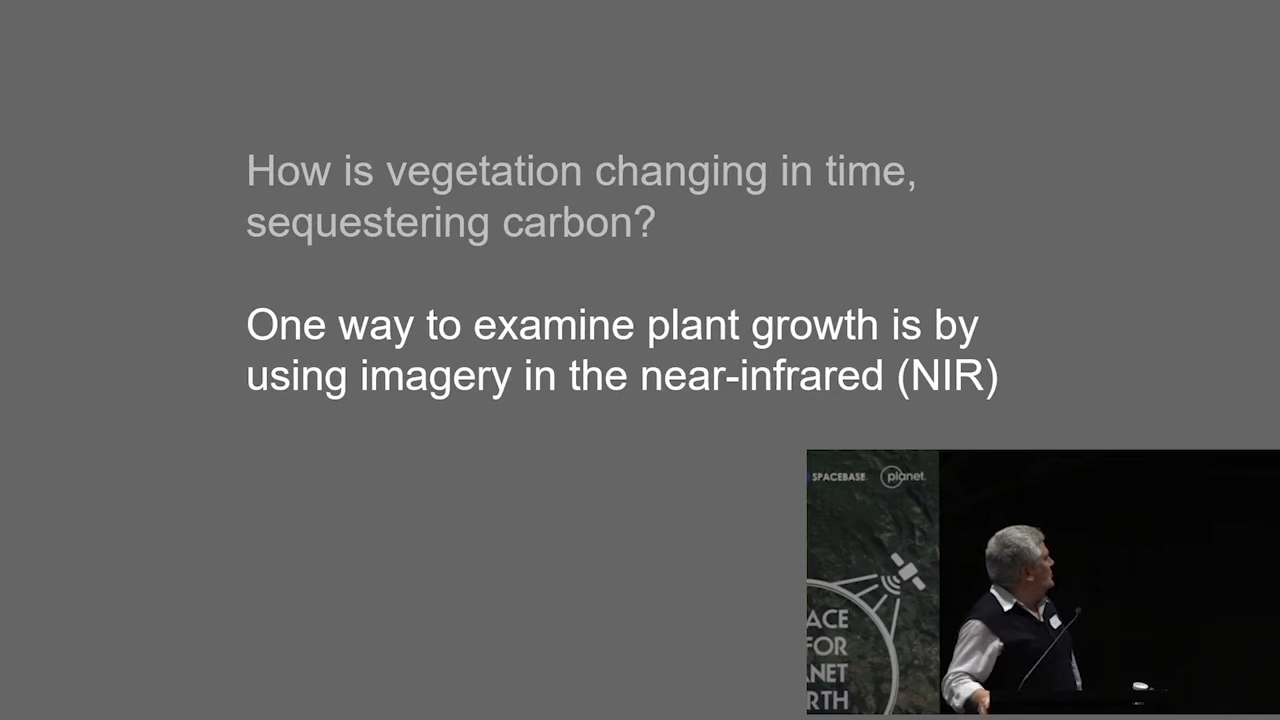 How is vegetation changing in time,
sequestering carbon?
One way to examine plant growth is by
using imagery in the near-infrared (NIR)
SPACEBASE planet.
ACE
FOR
NET
RTH